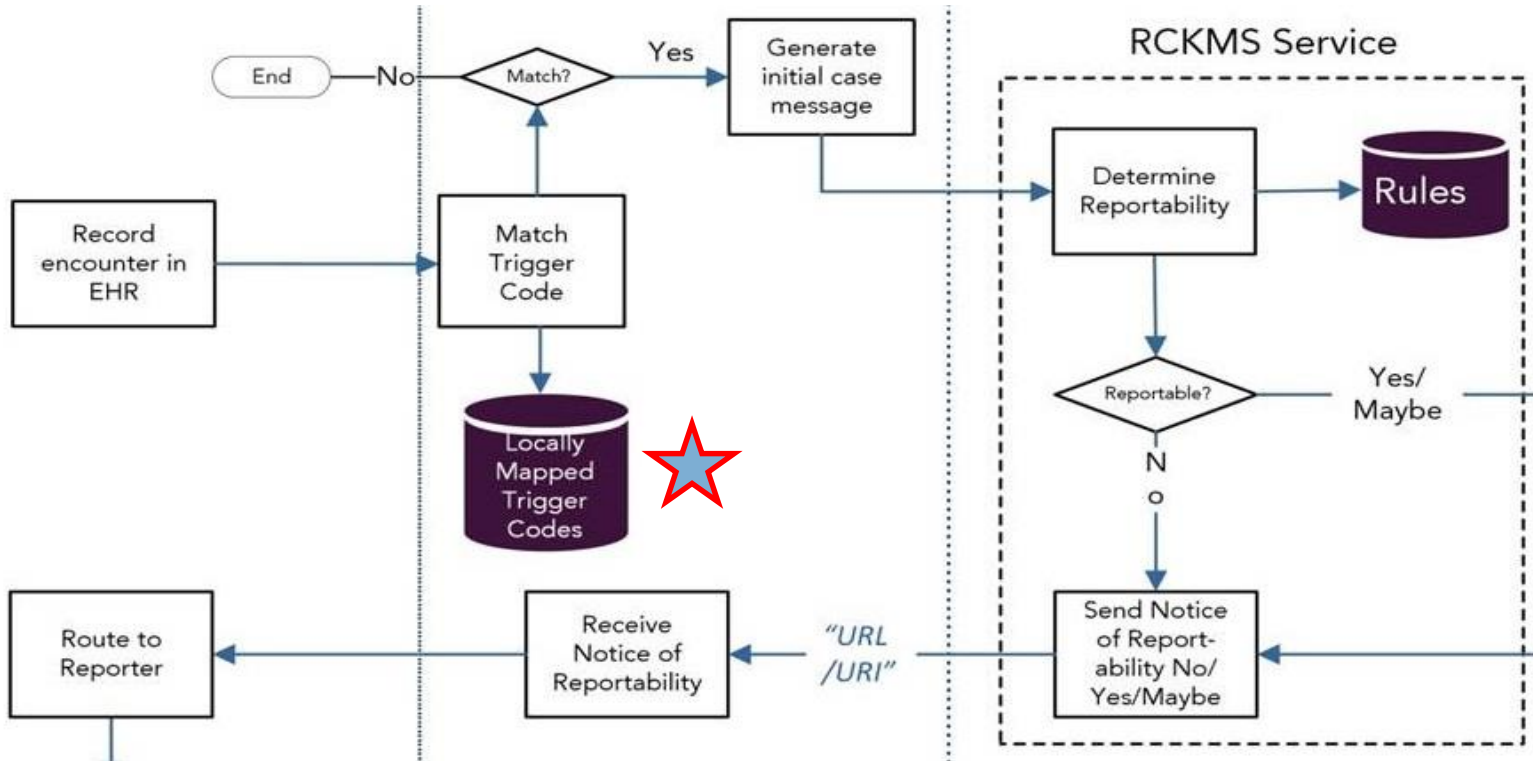 End
No
Match?
Yes
Generate
initial case
message
RCKMS Service
Determine
Reportability
Rules
Record
encounter in
EHR
Match
Trigger
Code
Reportable?
Yes/
Maybe
Locally
Mapped
Trigger
Codes
N
o
Route to
Reporter
Receive
Notice of
Reportability
"URL
/URI"
Send Notice
of Report-
ability No/
Yes/Maybe